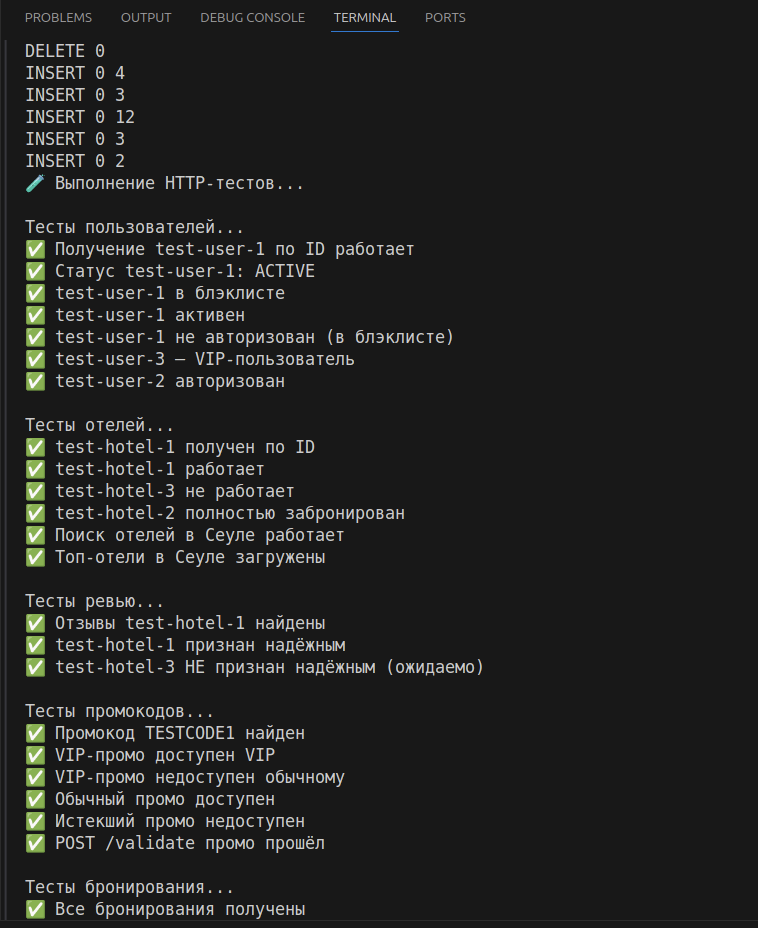 PROBLEMS OUTPUT DEBUG CONSOLE TERMINAL PORTS
DELETE 0
INSERT 0 4
INSERT 0 3
INSERT 0 12
INSERT 0 3
INSERT 0 2
🧪 Выполнение HTTP-тестов...
Тесты пользователей...
✅ Получение test-user-1 по ID работает
✅ Статус test-user-1: ACTIVE
✅ test-user-1 в блэклисте
✅ test-user-1 активен
✅ test-user-1 не авторизован (в блэклисте)
✅ test-user-3 — VIP-пользователь
✅ test-user-2 авторизован
Тесты отелей...
✅ test-hotel-1 получен по ID
✅ test-hotel-1 работает
✅ test-hotel-3 не работает
✅ test-hotel-2 полностью забронирован
✅ Поиск отелей в Сеуле работает
✅ Топ-отели в Сеуле загружены
Тесты ревью...
✅ Отзывы test-hotel-1 найдены
✅ test-hotel-1 признан надёжным
✅ test-hotel-3 НЕ признан надёжным (ожидаемо)
Тесты промокодов...
✅ Промокод TESTCODE1 найден
✅ VIP-промо доступен VIP
✅ VIP-промо недоступен обычному
✅ Обычный промо доступен
✅ Истекший промо недоступен
✅ POST /validate промо прошёл
Тесты бронирования...
✅ Все бронирования получены